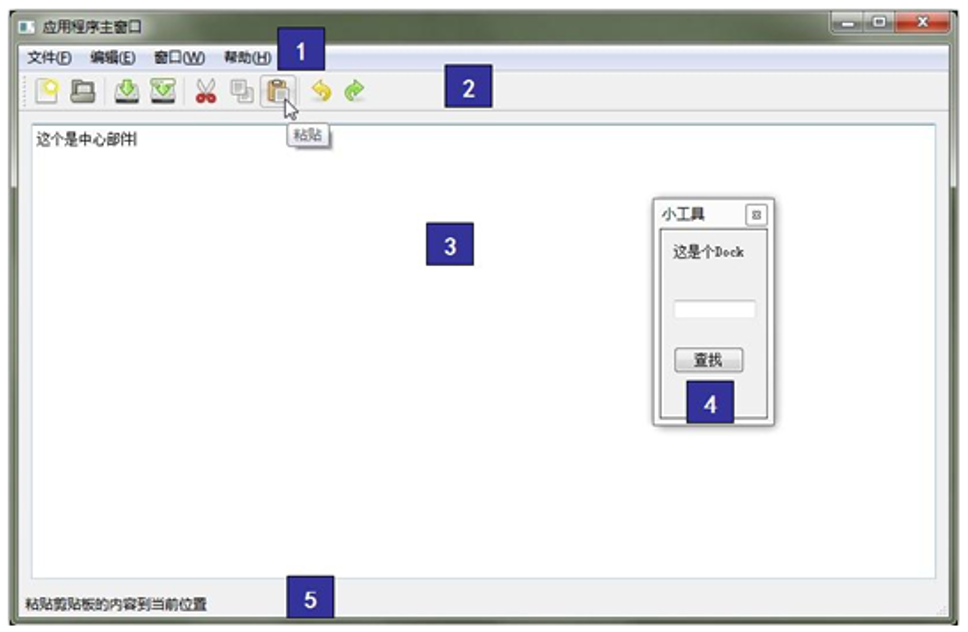 应用程序主窗口
文件(F) 编辑(E) 窗口(W) 帮助(H)
1
2
粘贴
这个是中心部件
小工具
这是个Dock
3
查找
4
粘贴剪贴板的内容到当前位置
5